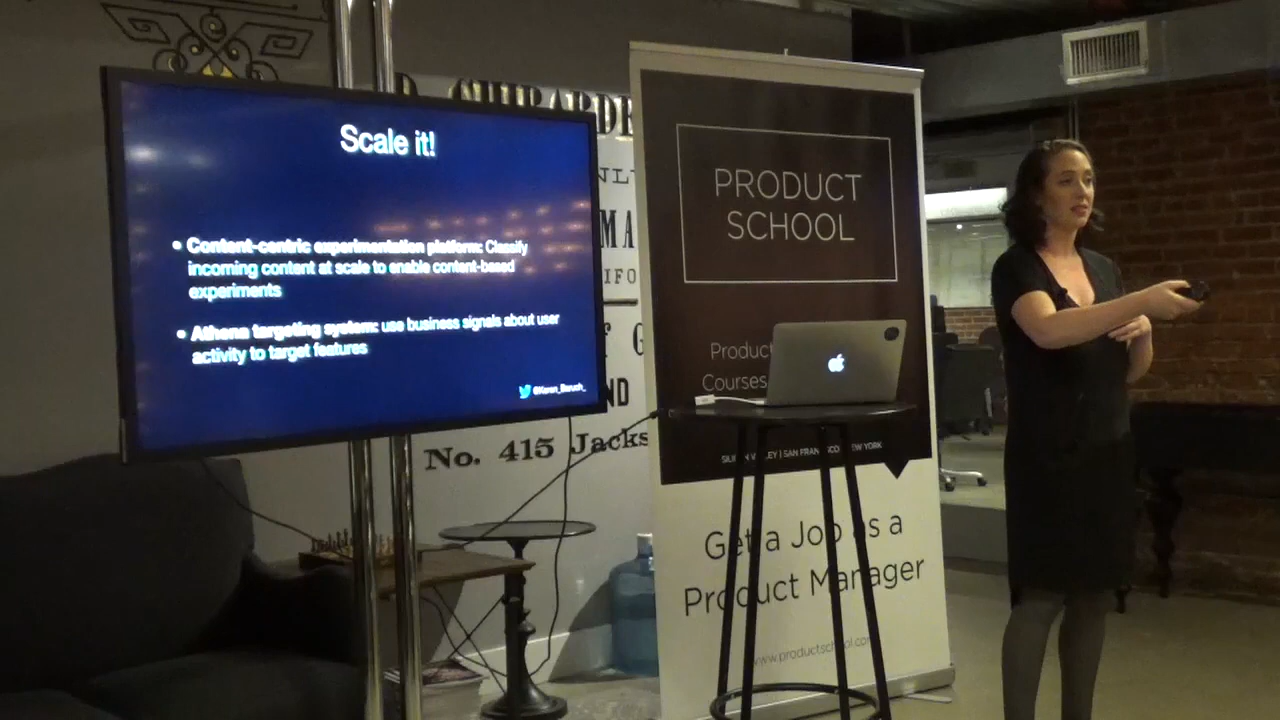 Scale it!
• Content-centric experimentation platform: Classify
incoming content at scale to enable content-based
experiments
• Athena targeting system: use business signals about user
activity to target features
@Karen_Baruch_
No. 415 Jacks
PRODUCT
SCHOOL
Product
Courses
Get a Job as a
Product Manager
www.productschool.com